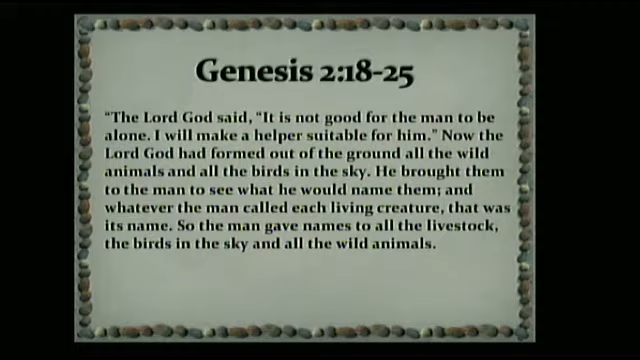 Genesis 2:18-25
"The Lord God said, "It is not good for the man to be
alone. I will make a helper suitable for him." Now the
Lord God had formed out of the ground all the wild
animals and all the birds in the sky. He brought them
to the man to see what he would name them; and
whatever the man called each living creature, that was
its name. So the man gave names to all the livestock,
the birds in the sky and all the wild animals.